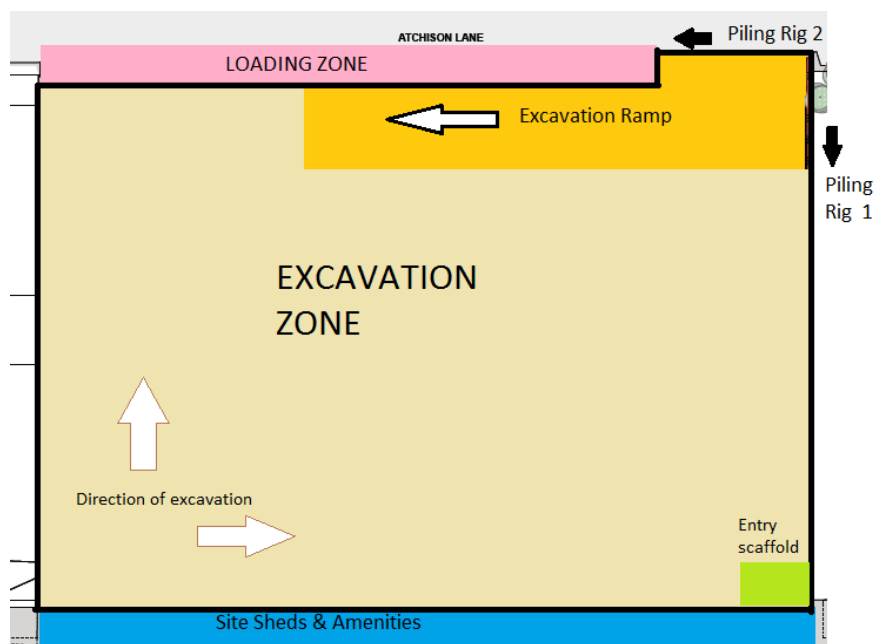 ATCHISON LANE
Piling Rig 2
LOADING ZONE
Excavation Ramp
Piling
Rig 1
EXCAVATION
ZONE
Direction of excavation
Entry
scaffold
Site Sheds & Amenities